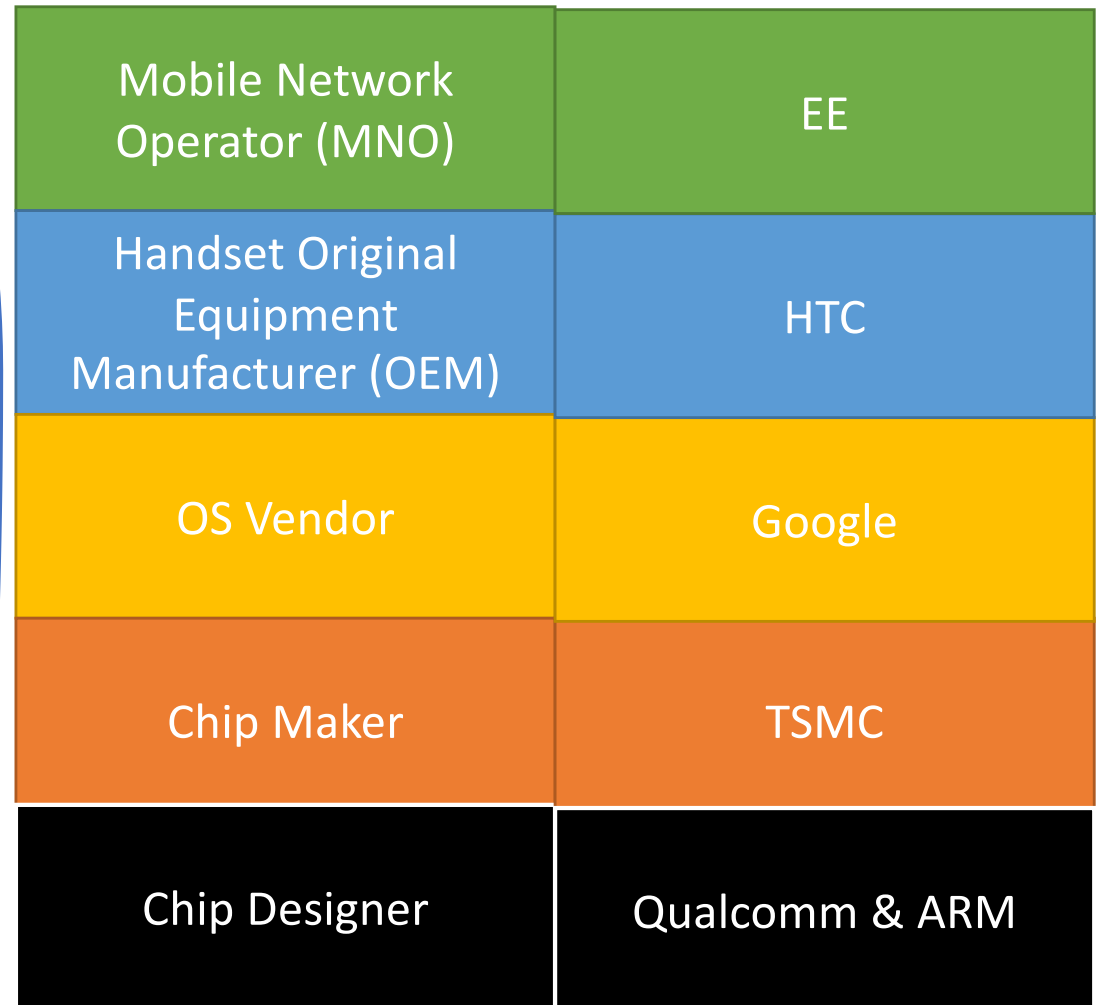 Mobile Network
Operator (MNO)
EE
Handset Original
Equipment
Manufacturer (OEM)
HTC
OS Vendor
Google
Chip Maker
TSMC
Chip Designer
Qualcomm & ARM